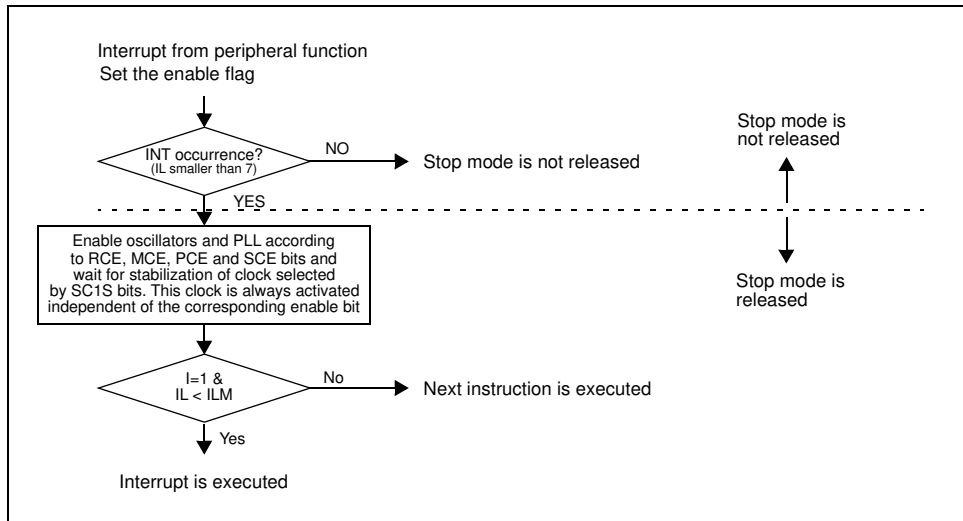 Interrupt from peripheral function
Set the enable flag
INT occurrence?
(IL smaller than 7)
NO
Stop mode is not released
Stop mode is
not released
YES
Enable oscillators and PLL according
to RCE, MCE, PCE and SCE bits and
wait for stabilization of clock selected
by SC1S bits. This clock is always activated
independent of the corresponding enable bit
Stop mode is
released
I=1 &
IL < ILM
No
Next instruction is executed
Yes
Interrupt is executed